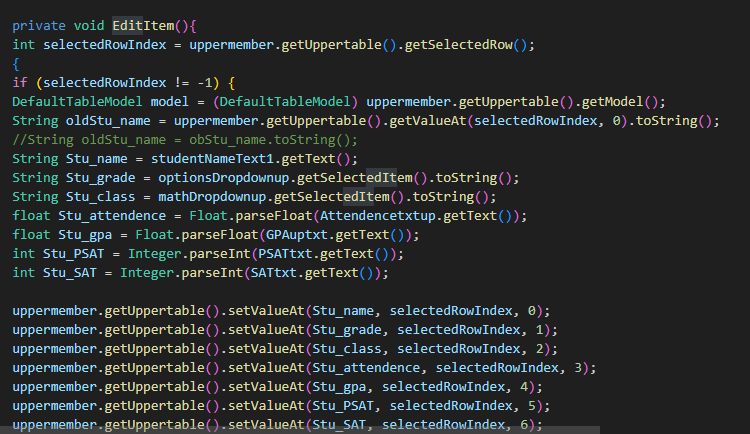 private void EditItem(){
int selectedRowIndex = uppermember.getUppertable().getSelectedRow();
{
if (selectedRowIndex != -1) {
DefaultTableModel model = (DefaultTableModel) uppermember.getUppertable().getModel();
String oldStu_name = uppermember.getUppertable().getValueAt(selectedRowIndex, 0).toString();
//String oldStu_name = obStu_name.toString();
String Stu_name = studentNameText1.getText();
String Stu_grade = optionsDropdownup.getSelectedItem().toString();
String Stu_class = mathDropdownup.getSelectedItem().toString();
float Stu_attendence = Float.parseFloat(Attendencetxtup.getText());
float Stu_gpa = Float.parseFloat(GPAuptxt.getText());
int Stu_PSAT = Integer.parseInt(PSATtxt.getText());
int Stu_SAT = Integer.parseInt(SATtxt.getText());
uppermember.getUppertable().setValueAt(Stu_name, selectedRowIndex, 0);
uppermember.getUppertable().setValueAt(Stu_grade, selectedRowIndex, 1);
uppermember.getUppertable().setValueAt(Stu_class, selectedRowIndex, 2);
uppermember.getUppertable().setValueAt(Stu_attendence, selectedRowIndex, 3);
uppermember.getUppertable().setValueAt(Stu_gpa, selectedRowIndex, 4);
uppermember.getUppertable().setValueAt(Stu_PSAT, selectedRowIndex, 5);
uppermember.getUppertable().setValueAt(Stu_SAT, selectedRowIndex, 6);